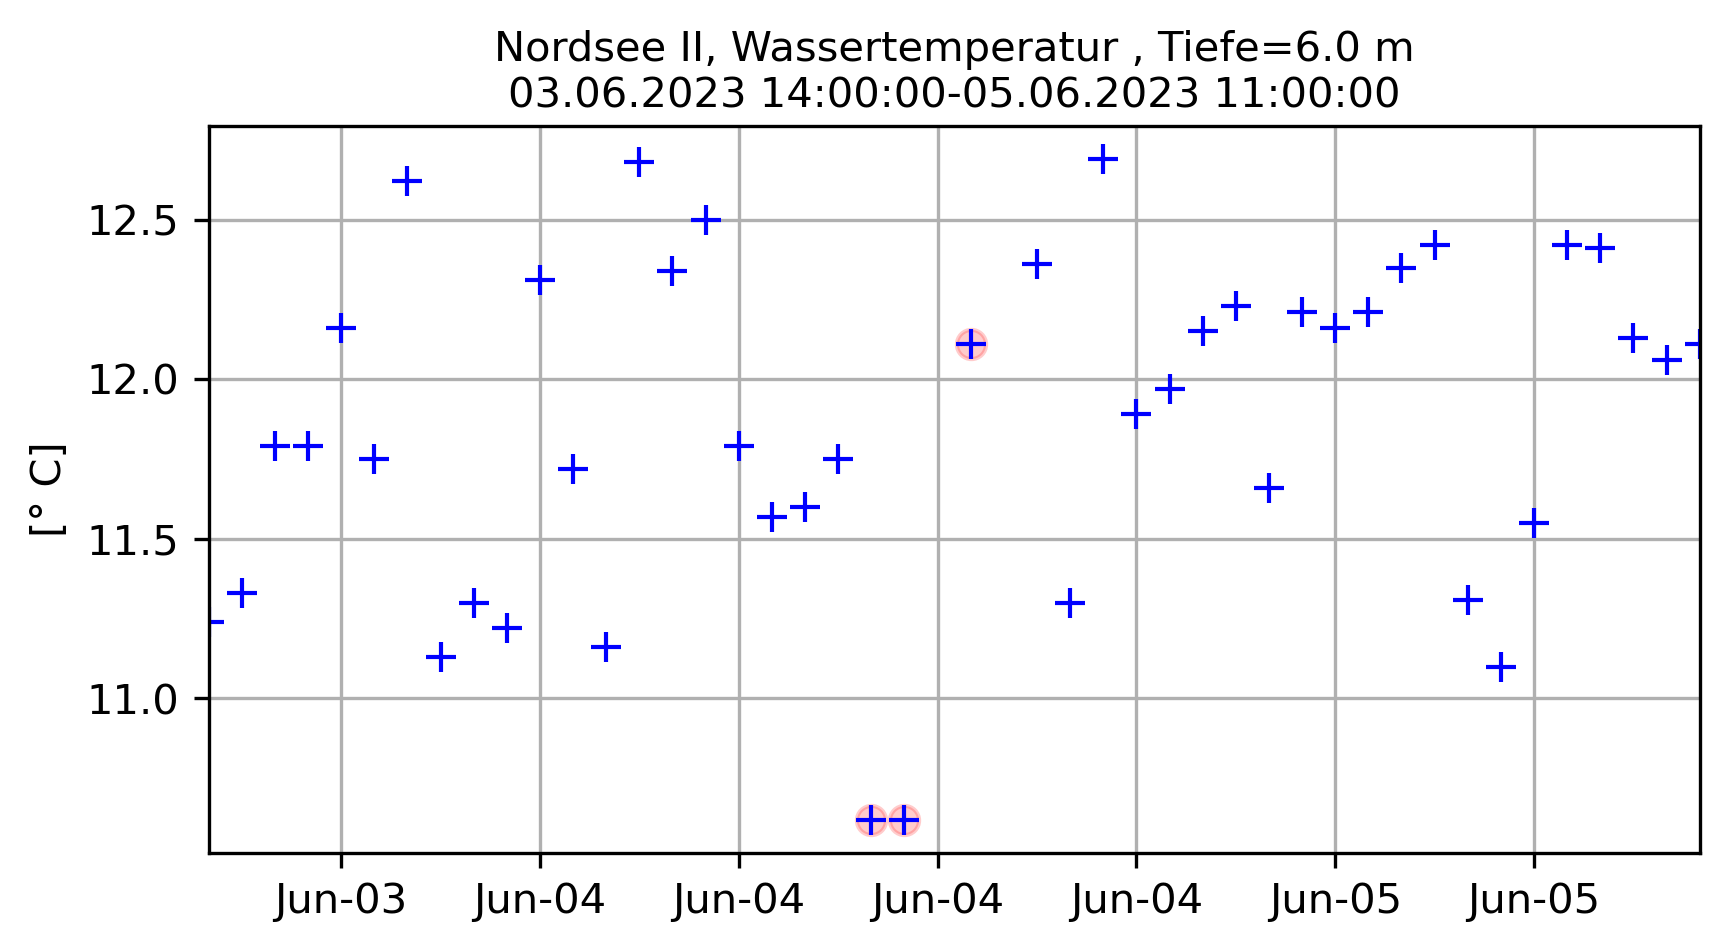 Nordsee II, Wassertemperatur , Tiefe=6.0 m
03.06.2023 14:00:00-05.06.2023 11:00:00
[° C]
12.5
12.0
11.5
11.0
Jun-03 Jun-04 Jun-04 Jun-04 Jun-04 Jun-05 Jun-05